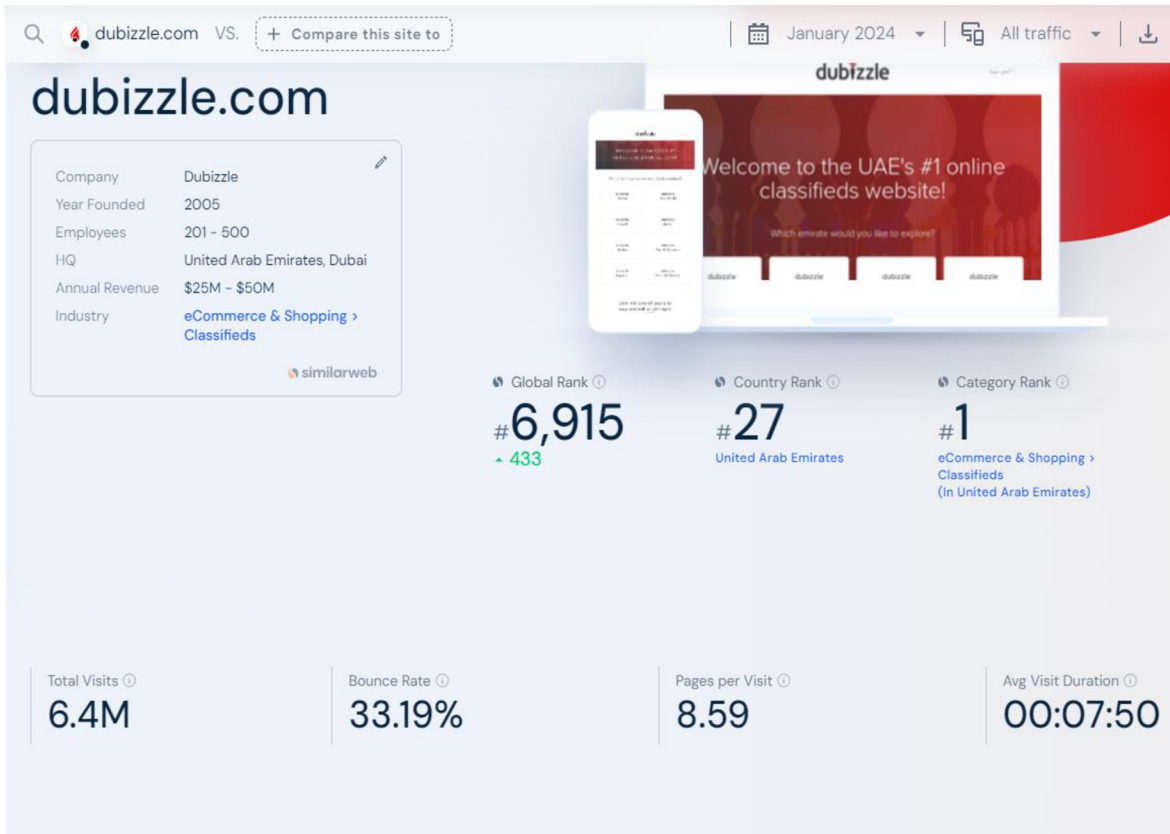 dubizzle.com VS. + Compare this site to January 2024 All traffic
dubizzle.com
Company Dubizzle
Year Founded 2005
Employees 201 - 500
HQ United Arab Emirates, Dubai
Annual Revenue $25M - $50M
Industry eCommerce & Shopping >
Classifieds
similarweb
dubizzle
Welcome to the UAE's #1 online
classifieds website!
Which emirate would you like to explore?
dubizzle dubizzle dubizzle dubizzle
Global Rank
#6,915
433
Country Rank
#27
United Arab Emirates
Category Rank
#1
eCommerce & Shopping >
Classifieds
(In United Arab Emirates)
Total Visits
6.4M
Bounce Rate
33.19%
Pages per Visit
8.59
Avg Visit Duration
00:07:50